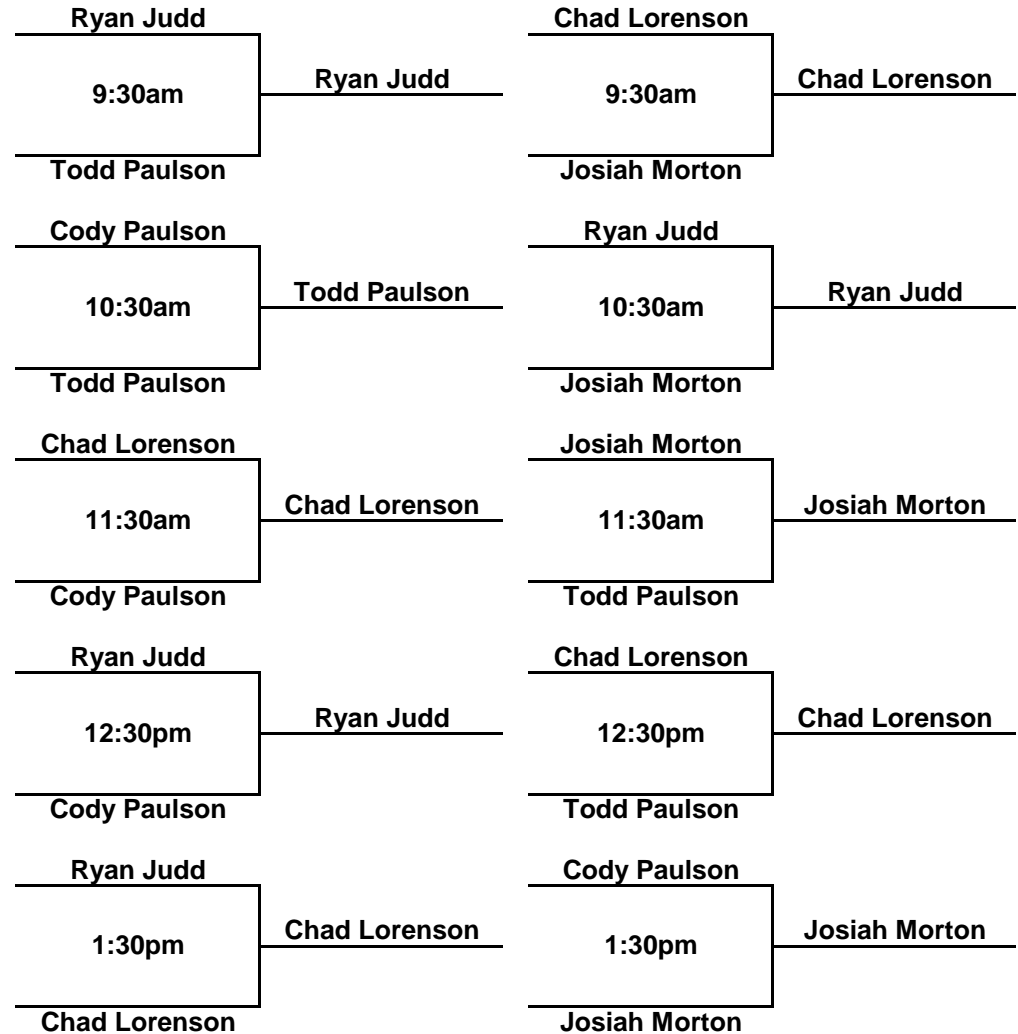 Ryan Judd
9:30am
Ryan Judd
Todd Paulson
Chad Lorenson
9:30am
Chad Lorenson
Josiah Morton
Cody Paulson
10:30am
Todd Paulson
Todd Paulson
Ryan Judd
10:30am
Ryan Judd
Josiah Morton
Chad Lorenson
11:30am
Chad Lorenson
Cody Paulson
Josiah Morton
11:30am
Josiah Morton
Todd Paulson
Ryan Judd
12:30pm
Ryan Judd
Cody Paulson
Chad Lorenson
12:30pm
Chad Lorenson
Todd Paulson
Ryan Judd
1:30pm
Chad Lorenson
Chad Lorenson
Cody Paulson
1:30pm
Josiah Morton
Josiah Morton